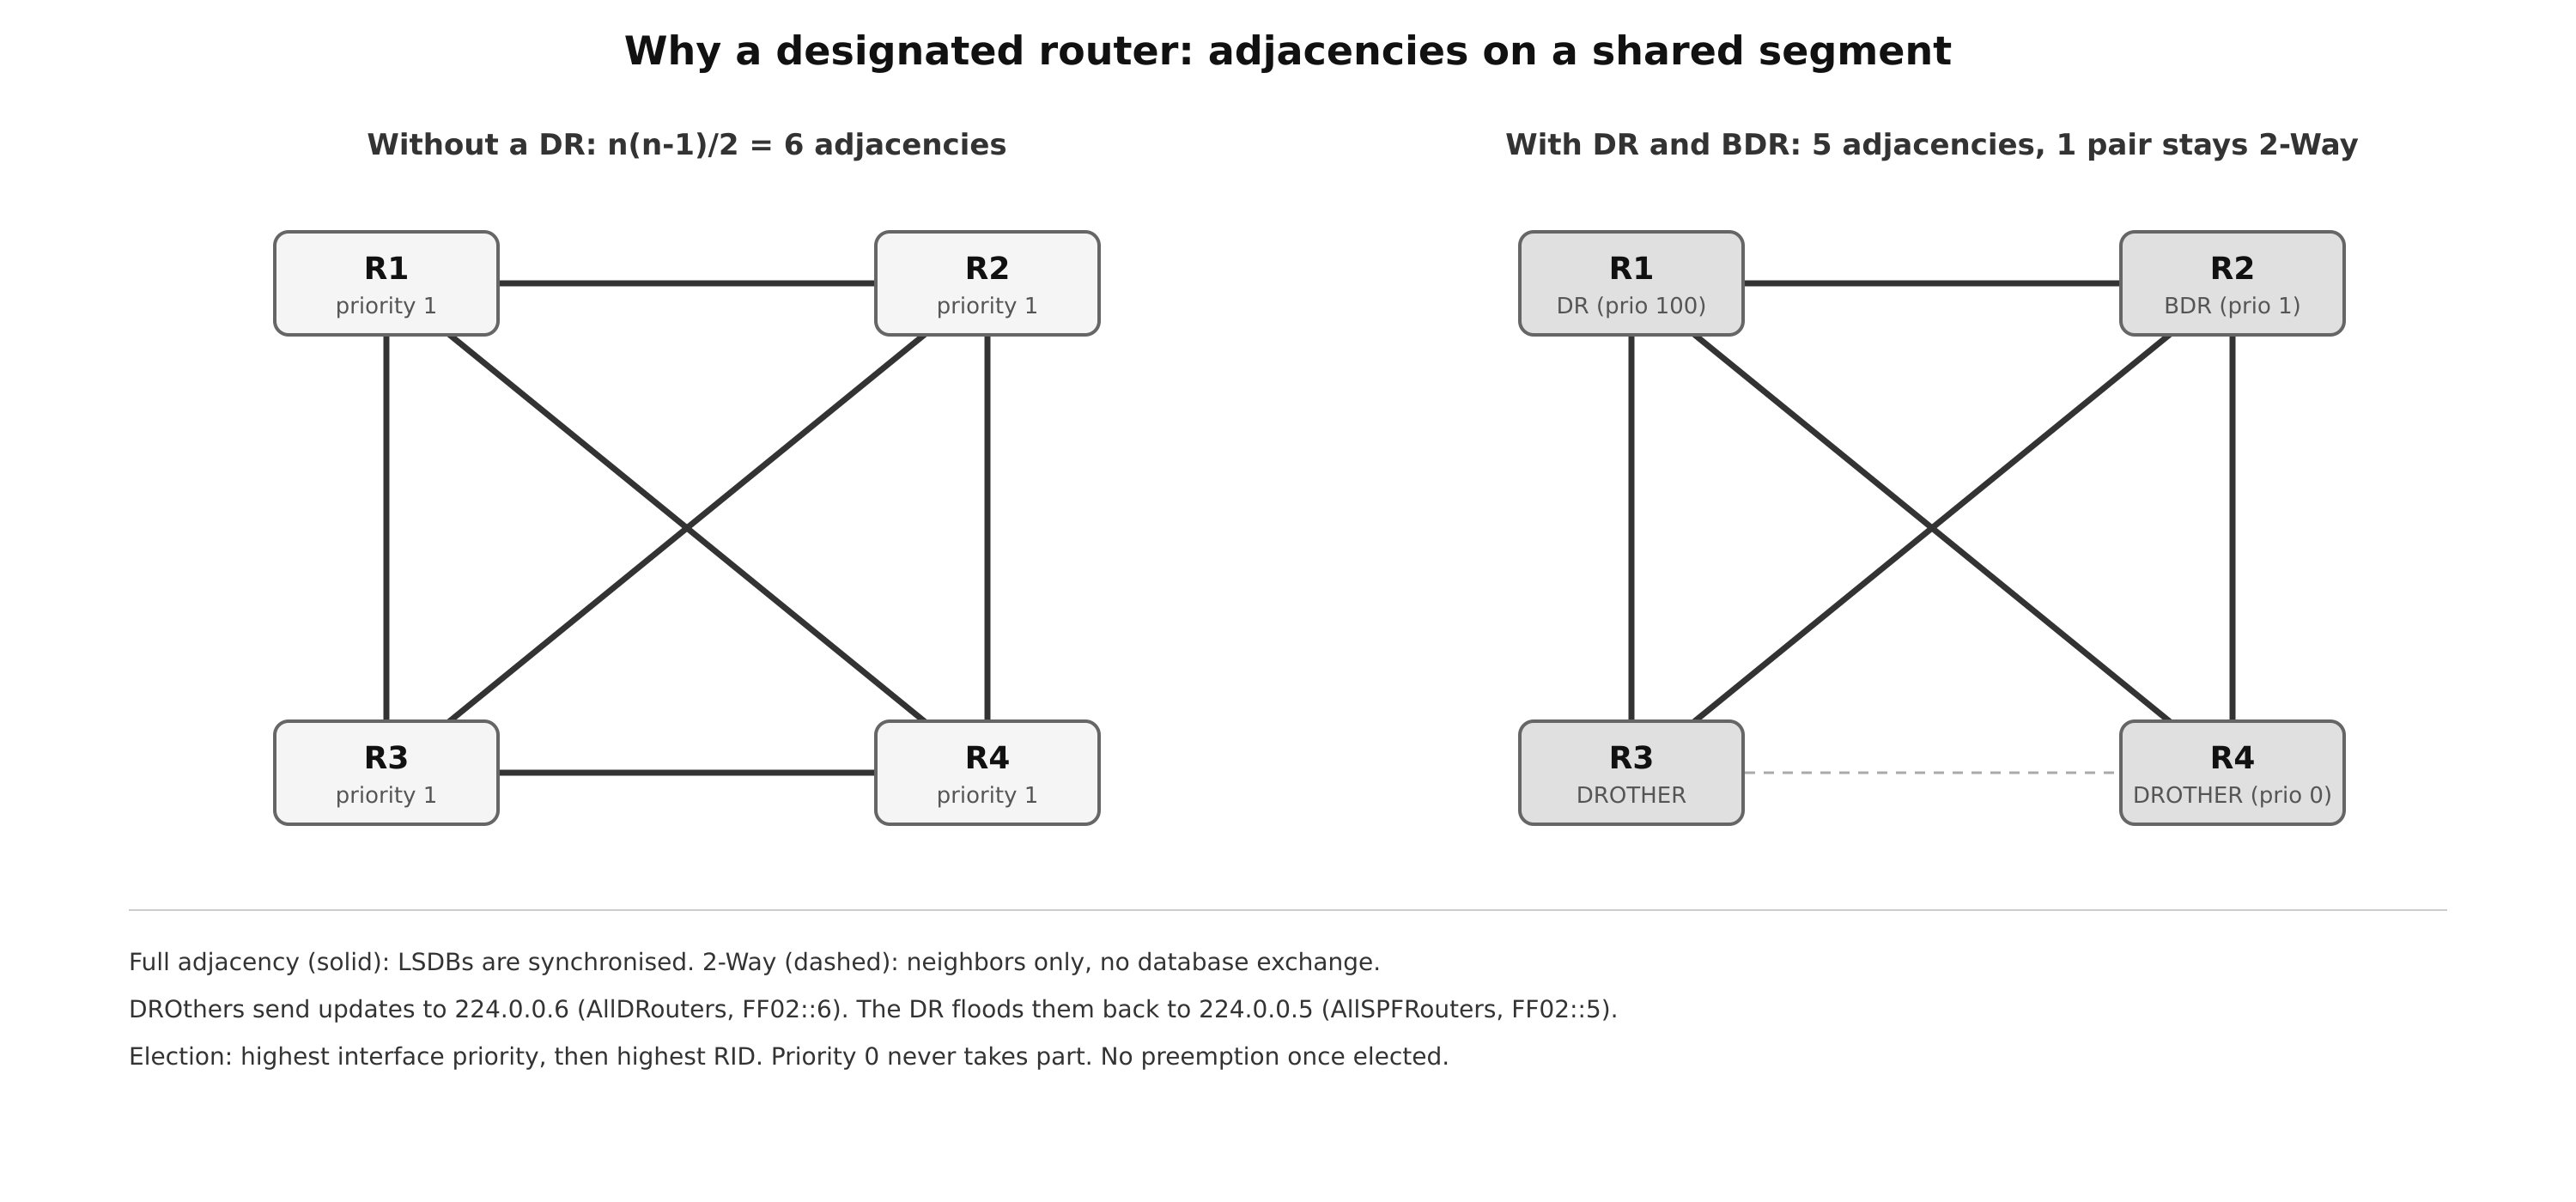 Why a designated router: adjacencies on a shared segment
Without a DR: n(n-1)/2 = 6 adjacencies
R1
priority 1
R2
priority 1
R3
priority 1
R4
priority 1
With DR and BDR: 5 adjacencies, 1 pair stays 2-Way
R1
DR (prio 100)
R2
BDR (prio 1)
R3
DROTHER
R4
DROTHER (prio 0)
Full adjacency (solid): LSDBs are synchronised. 2-Way (dashed): neighbors only, no database exchange.
DROthers send updates to 224.0.0.6 (AllDRouters, FF02::6). The DR floods them back to 224.0.0.5 (AllSPFRouters, FF02::5).
Election: highest interface priority, then highest RID. Priority 0 never takes part. No preemption once elected.